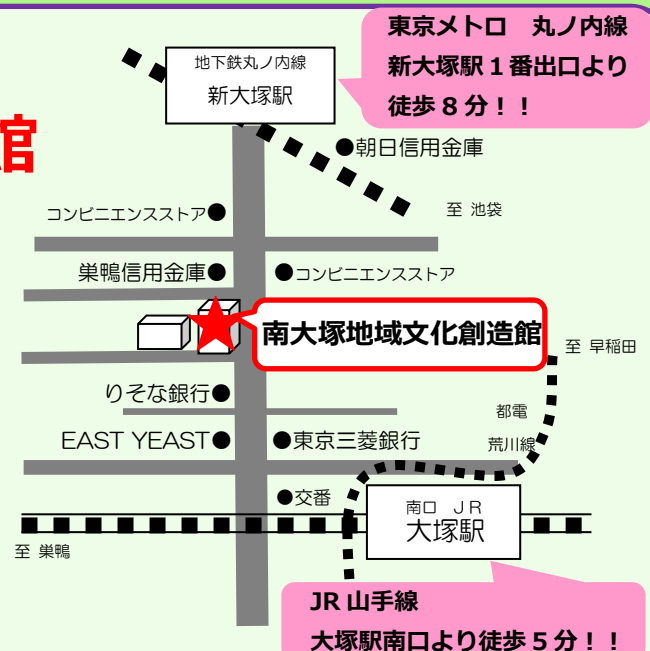 東京メトロ　丸ノ内線
新大塚駅１番出口より
徒歩８分！！
地下鉄丸ノ内線
新大塚駅
館
●朝日信用金庫
コンビニエンスストア●
至 池袋
巣鴨信用金庫●
●コンビニエンスストア
南大塚地域文化創造館
至 早稲田
りそな銀行●
都電
荒川線
EAST YEAST●
●東京三菱銀行
●交番
南口　ＪＲ
大塚駅
至 巣鴨
JR 山手線
大塚駅南口より徒歩５分！！